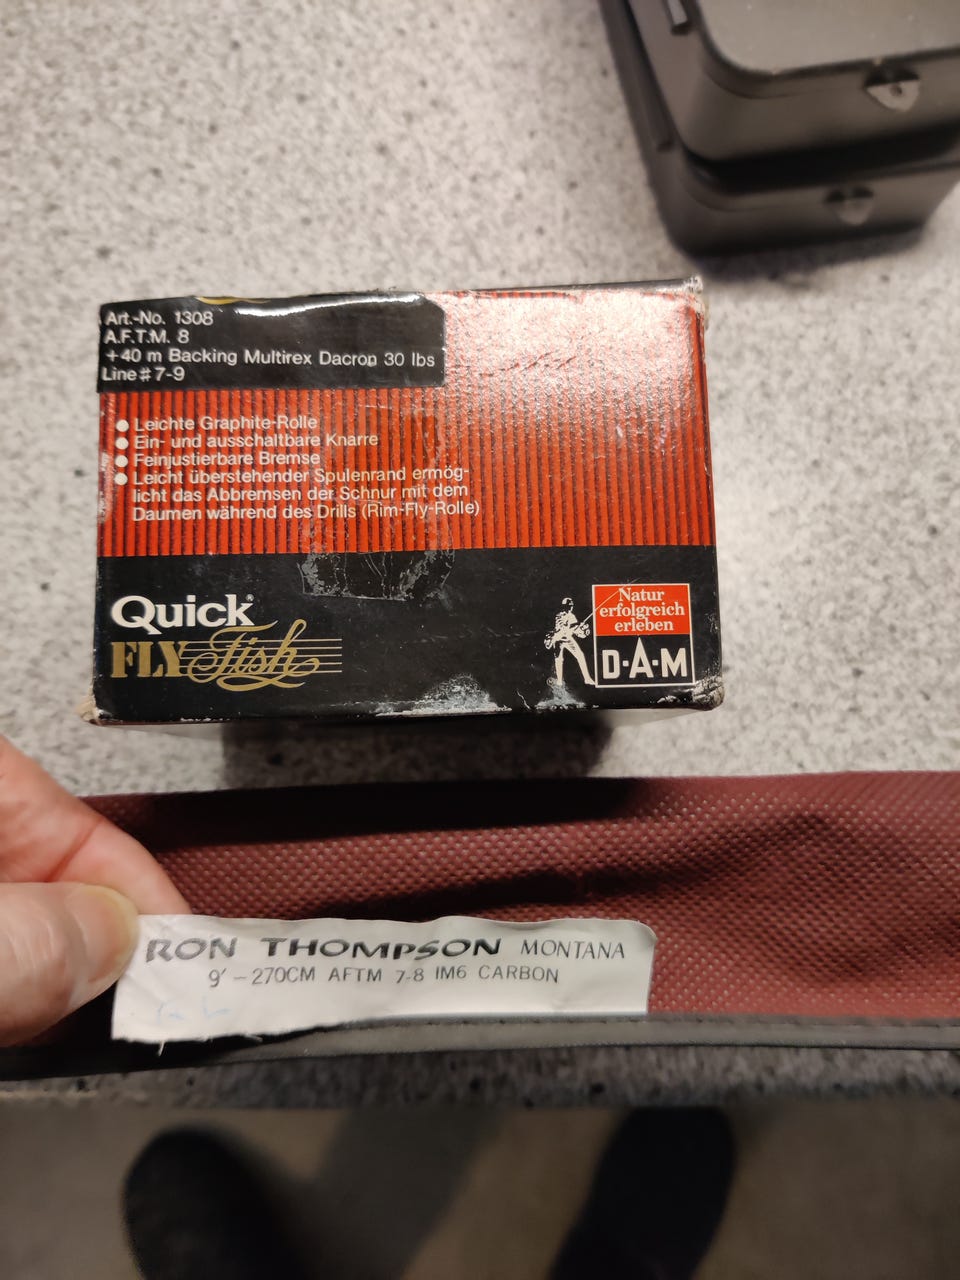 Art.-No. 1308
A.F.T.M. 8
+40 m Backing Multirex Dacron 30 lbs
Line#7-9
● Leichte Graphite-Rolle
● Ein- und ausschaltbare Knarre
● Feinjustierbare Bremse
● Leicht überstehender Spulenrand ermög-
licht das Abbremsen der Schnur mit dem
Daumen während des Drills (Rim-Fly-Rolle)
Quick®
FLY Fish
Natur
erfolgreich
erleben
D·A·M
RON THOMPSON MONTANA
9' – 270CM AFTM 7-8 IM6 CARBON